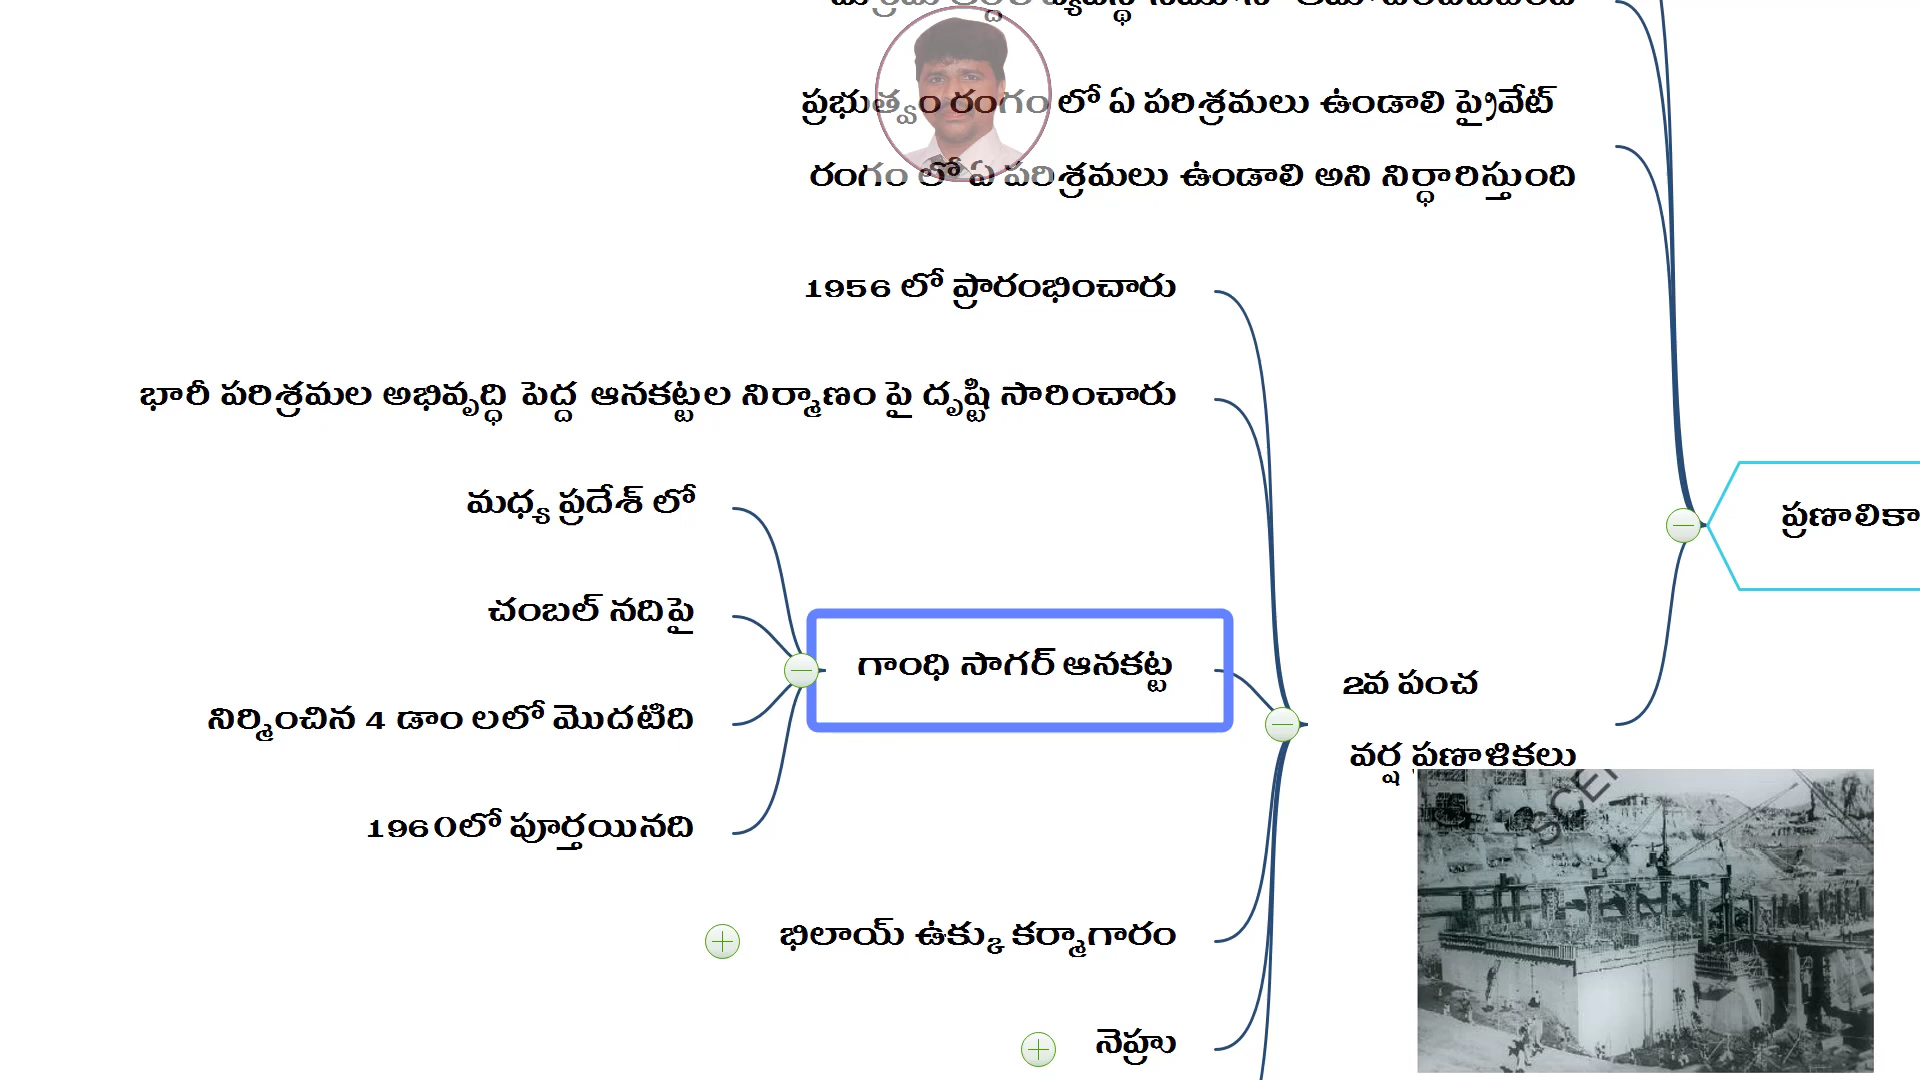 ప్రభుత్వం రంగం లో ఏ పరిశ్రమలు ఉండాలి ప్రైవేట్
రంగం లో ఏ పరిశ్రమలు ఉండాలి అని నిర్ధారిస్తుంది
1956 లో ప్రారంభించారు
భారీ పరిశ్రమల అభివృద్ధి పెద్ద ఆనకట్టల నిర్మాణం పై దృష్టి సారించారు
మధ్య ప్రదేశ్ లో
చంబల్ నదిపై
నిర్మించిన 4 డాం లలో మొదటిది
1960లో పూర్తయినది
గాంధి సాగర్ ఆనకట్ట
భిలాయ్ ఉక్కు కర్మాగారం
నెహ్రు
2వ పంచ
వర్ష పణాళికలు
ప్రణాలికా